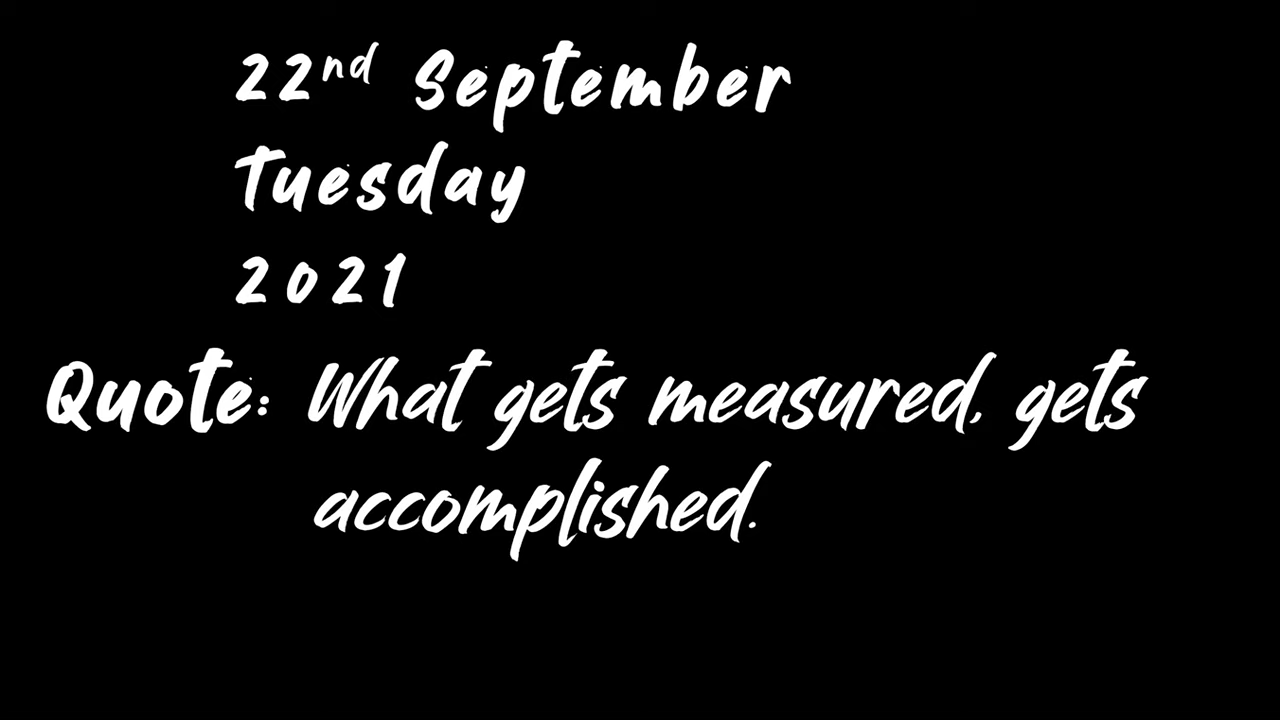 22nd September
Tuesday
2021
Quote: What gets measured, gets
accomplished.